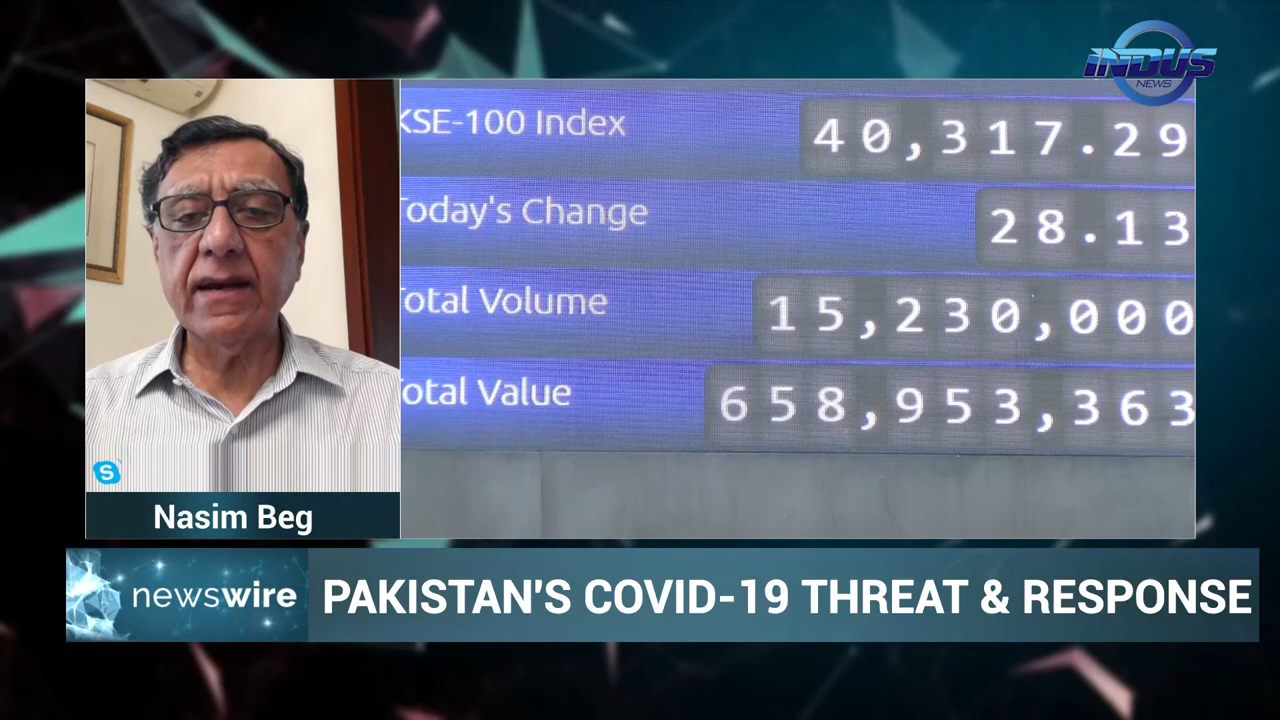 INDUS
NEWS
KSE-100 Index 40,317.29
Today's Change 28.13
Total Volume 15,230,000
Total Value 658,953,363
S
Nasim Beg
newswire PAKISTAN'S COVID-19 THREAT & RESPONSE